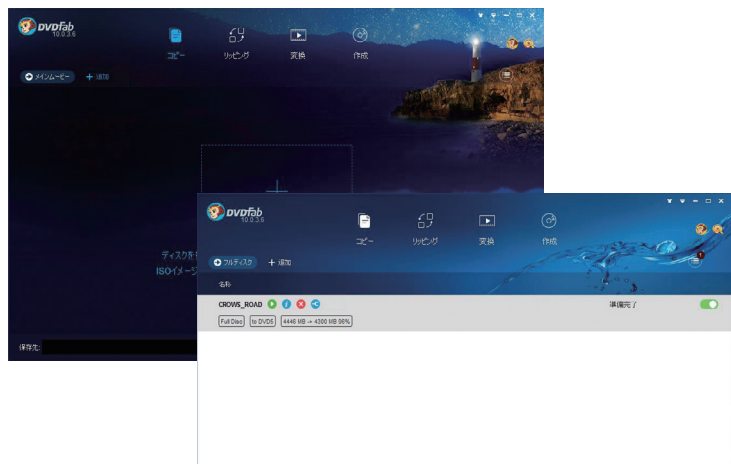 DVDFab
10.0.3.6
コピー
リッピング
変換
作成
メインムービー
+ 追加
ディスクを
ISOイメージ
保存先:
DVDFab
10.0.3.6
コピー
リッピング
変換
作成
フルディスク
+ 追加
名称
CROWS_ROAD
準備完了
Full Disc
to DVD5
4446 MB -> 4300 MB 96%